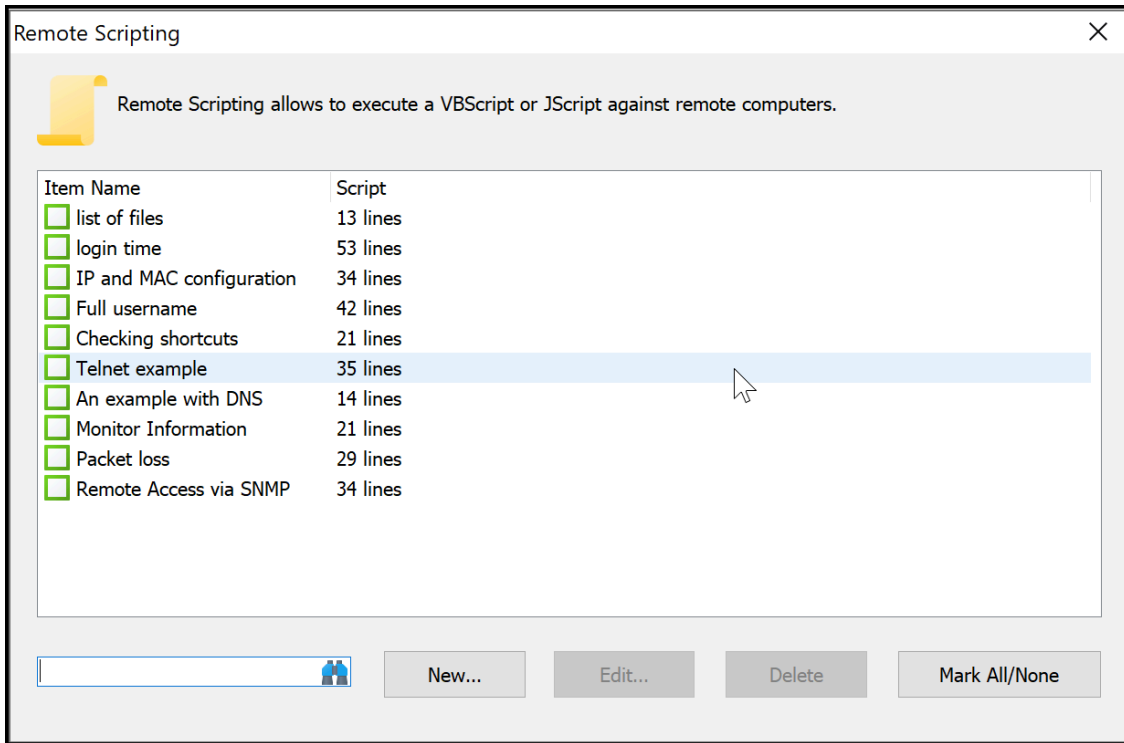 Remote Scripting
Remote Scripting allows to execute a VBScript or JScript against remote computers.
Item Name Script
list of files 13 lines
login time 53 lines
IP and MAC configuration 34 lines
Full username 42 lines
Checking shortcuts 21 lines
Telnet example 35 lines
An example with DNS 14 lines
Monitor Information 21 lines
Packet loss 29 lines
Remote Access via SNMP 34 lines
New... Edit... Delete Mark All/None